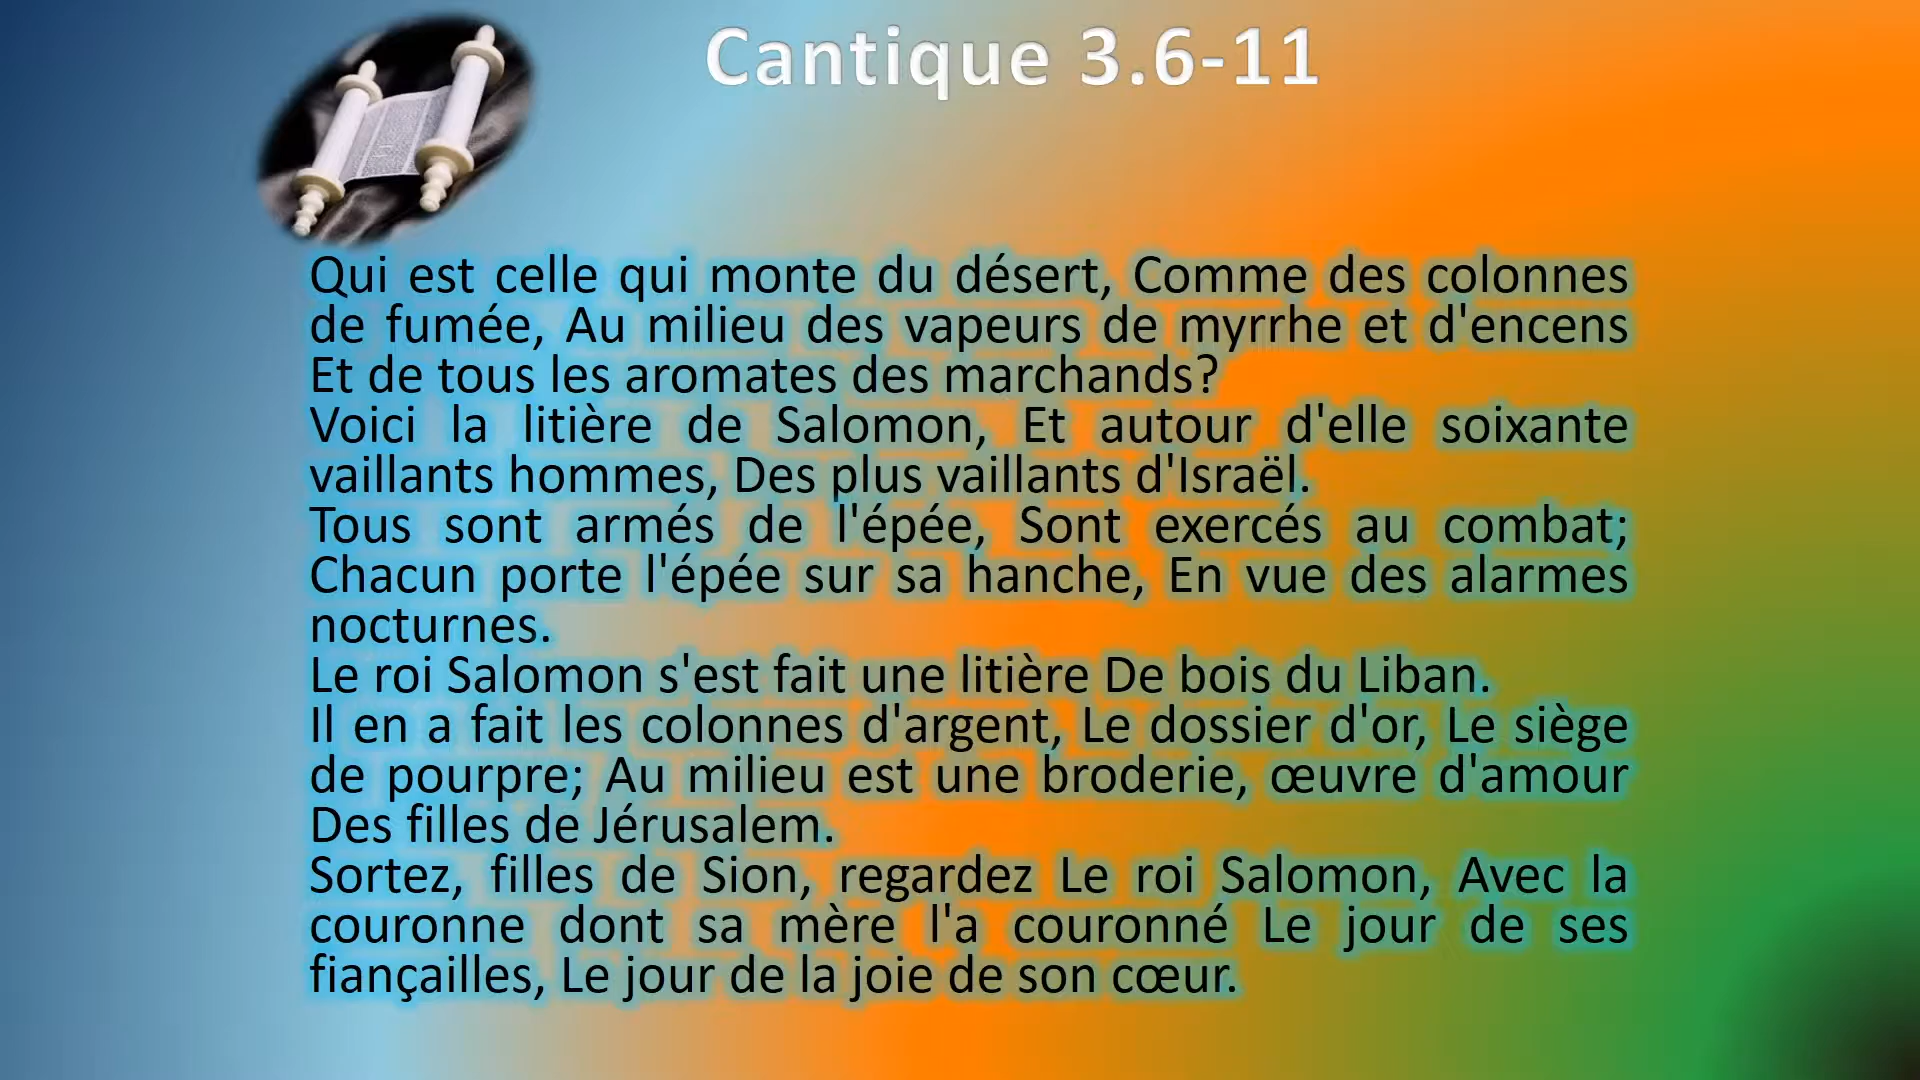 Cantique 3.6-11
Qui est celle qui monte du désert, Comme des colonnes
de fumée, Au milieu des vapeurs de myrrhe et d'encens
Et de tous les aromates des marchands?
Voici la litière de Salomon, Et autour d'elle soixante
vaillants hommes, Des plus vaillants d'Israël.
Tous sont armés de l'épée, Sont exercés au combat;
Chacun porte l'épée sur sa hanche, En vue des alarmes
nocturnes.
Le roi Salomon s'est fait une litière De bois du Liban.
Il en a fait les colonnes d'argent, Le dossier d'or, Le siège
de pourpre; Au milieu est une broderie, œuvre d'amour
Des filles de Jérusalem.
Sortez, filles de Sion, regardez Le roi Salomon, Avec la
couronne dont sa mère l'a couronné Le jour de ses
fiançailles, Le jour de la joie de son cœur.